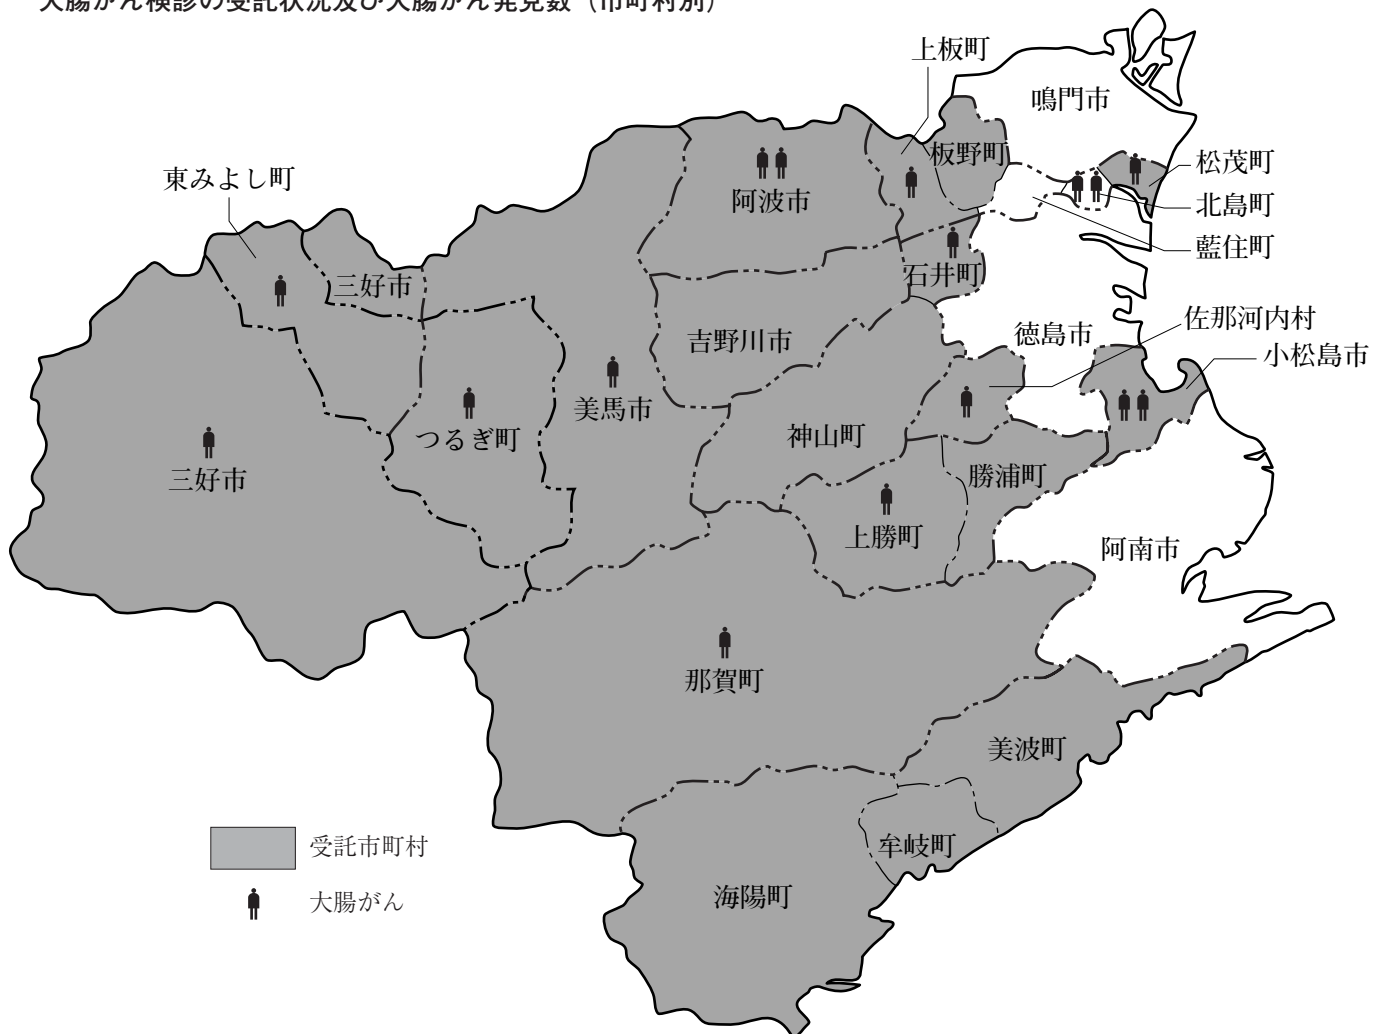 大腸がん検診の受託状況及び大腸がん発見数（市町村別）
上板町
鳴門市
板野町
松茂町
東みよし町
阿波市
北島町
藍住町
三好市
石井町
佐那河内村
吉野川市
徳島市
小松島市
美馬市
つるぎ町
神山町
三好市
勝浦町
上勝町
阿南市
那賀町
美波町
受託市町村
牟岐町
大腸がん
海陽町